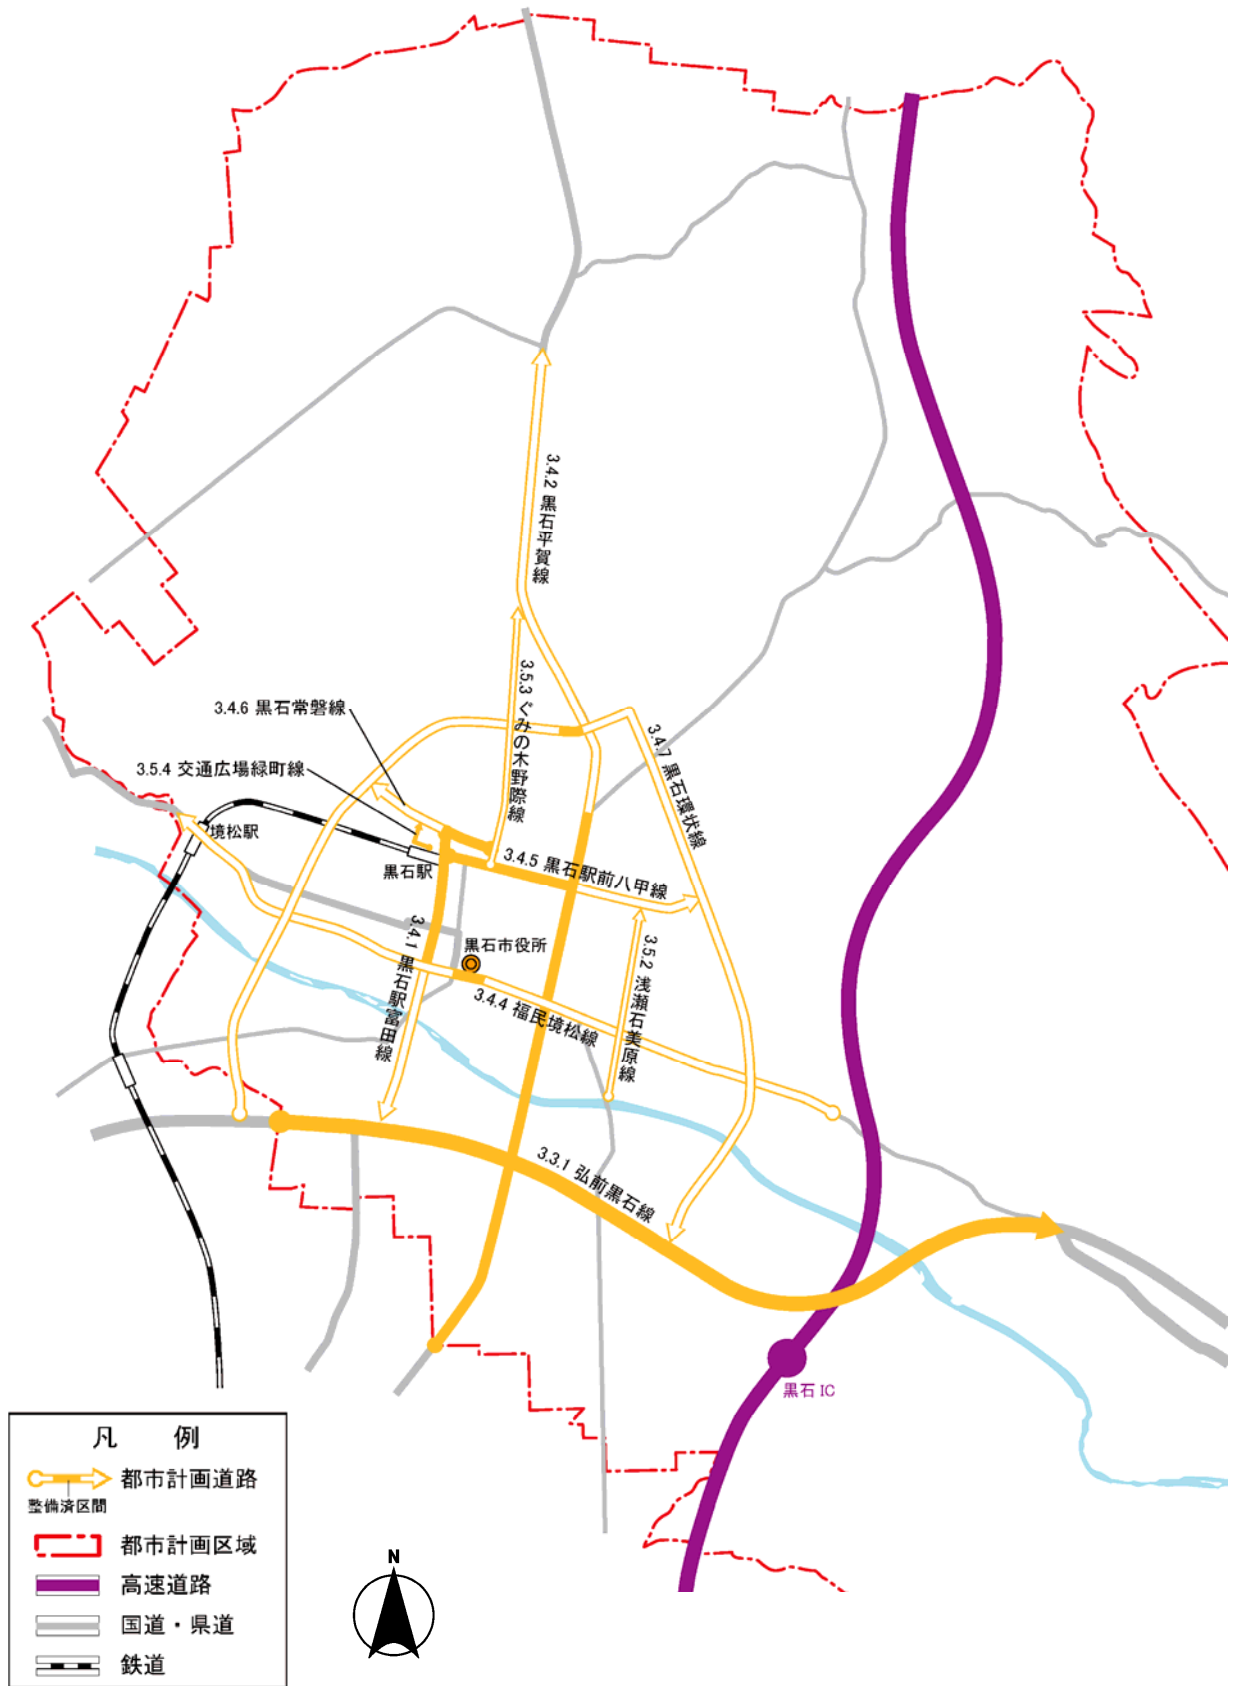 3.4.2 黒石平賀線
3.5.3 ぐみの木野際線
3.4.6 黒石常磐線
3.4.7 黒石環状線
3.5.4 交通広場緑町線
境松駅
黒石駅
3.4.5 黒石駅前八甲線
3.4.1 黒石駅富田線
黒石市役所
3.5.2 浅瀬石美原線
3.4.4 福民境松線
3.3.1 弘前黒石線
黒石 IC
凡 例
都市計画道路
整備済区間
都市計画区域
高速道路
国道・県道
鉄道
N